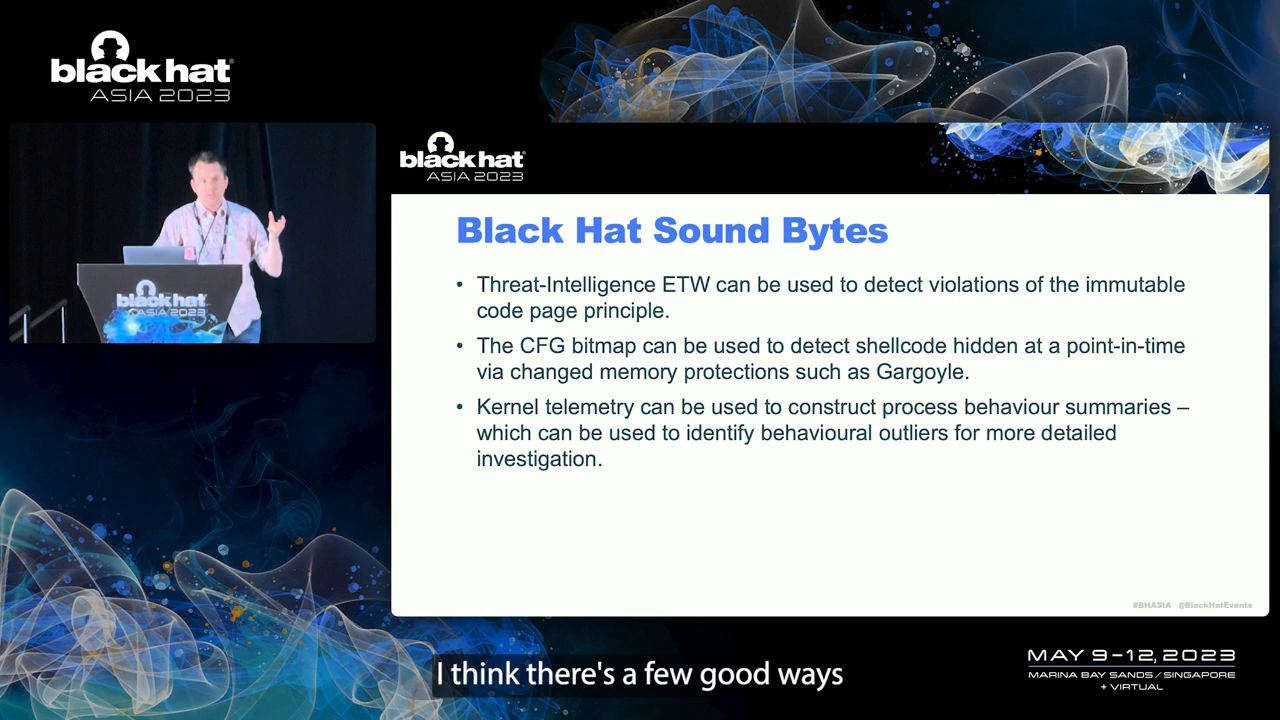 black hat®
ASIA 2023
black hat
ASIA 2023
black hat®
ASIA 2023
Black Hat Sound Bytes
• Threat-Intelligence ETW can be used to detect violations of the immutable
code page principle.
• The CFG bitmap can be used to detect shellcode hidden at a point-in-time
via changed memory protections such as Gargoyle.
• Kernel telemetry can be used to construct process behaviour summaries –
which can be used to identify behavioural outliers for more detailed
investigation.
#BHASIA @BlackHatEvents
I think there's a few good ways
MAY 9-12, 2023
MARINA BAY SANDS / SINGAPORE
+ VIRTUAL